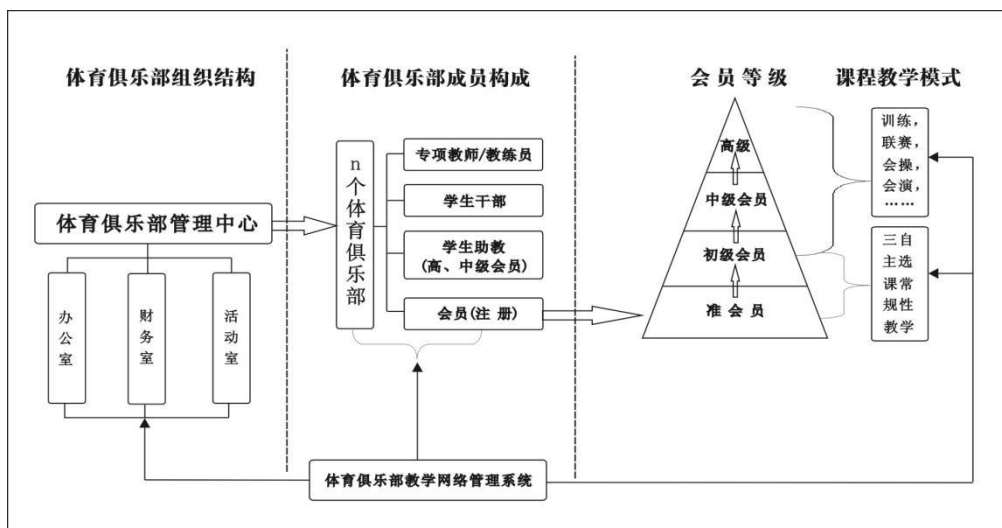 体育俱乐部组织结构
体育俱乐部管理中心
办公室
财务室
活动室
体育俱乐部成员构成
n个体育俱乐部
专项教师/教练员
学生干部
学生助教
(高、中级会员)
会员(注 册)
会 员 等 级
高级
中级会员
初级会员
准 会 员
课程教学模式
训练，
联赛，
会操，
会演，
……
三自
主选
课常
规性
教学
体育俱乐部教学网络管理系统